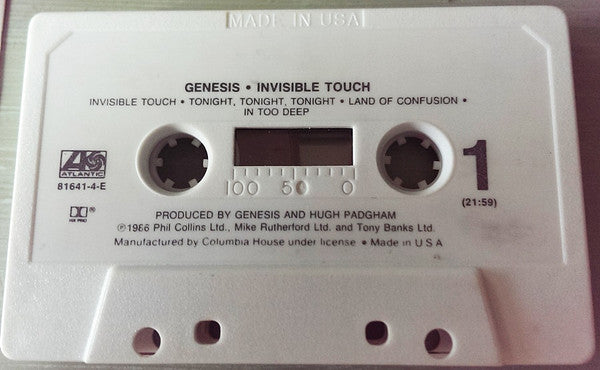 MADE IN USA
GENESIS • INVISIBLE TOUCH
INVISIBLE TOUCH • TONIGHT, TONIGHT, TONIGHT • LAND OF CONFUSION •
IN TOO DEEP
ATLANTIC
81641-4-E
1
(21:59)
100 50 0
HX PRO
PRODUCED BY GENESIS AND HUGH PADGHAM
℗1986 Phil Collins Ltd., Mike Rutherford Ltd. and Tony Banks Ltd.
Manufactured by Columbia House under license • Made in U S A